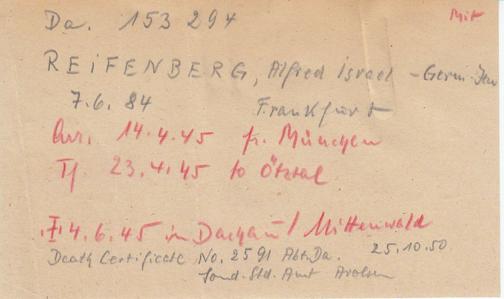 Da. 153 294
Mit
REIFENBERG, Alfred Israel - Germ. Jew
7.6.84 Frankfurt
Arr. 14.4.45 fr. München
Tf 23.4.45 to Ötztal
4.6.45 in Dachau / Mittenwald
Death Certificate No. 2591 Abt. Da. 25.10.50
Sond. Std. Amt Arolsen